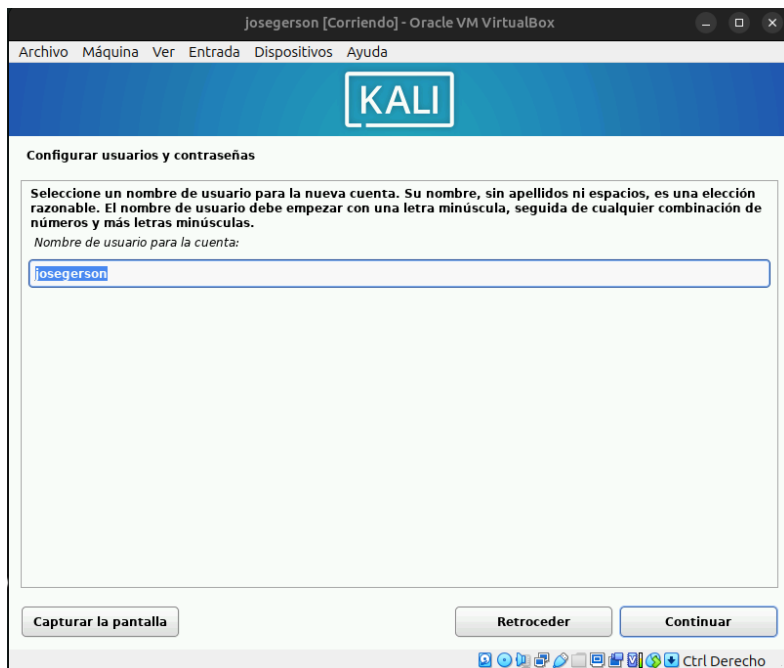 josegerson [Corriendo] - Oracle VM VirtualBox
Archivo Máquina Ver Entrada Dispositivos Ayuda
KALI
Configurar usuarios y contraseñas
Seleccione un nombre de usuario para la nueva cuenta. Su nombre, sin apellidos ni espacios, es una elección
razonable. El nombre de usuario debe empezar con una letra minúscula, seguida de cualquier combinación de
números y más letras minúsculas.
Nombre de usuario para la cuenta:
josegerson
Capturar la pantalla Retroceder Continuar
Ctrl Derecho